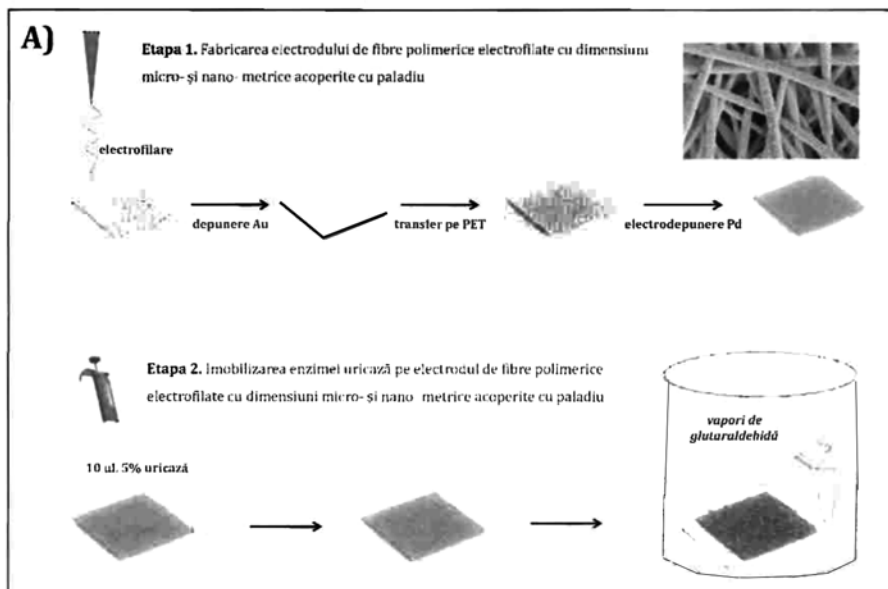 A)
Etapa 1. Fabricarea electrodului de fibre polimerice electrofilate cu dimensiuni
micro- și nano- metrice acoperite cu paladiu
electrofilare
depunere Au
transfer pe PET
electrodepunere Pd
Etapa 2. Imobilizarea enzimei uricază pe electrodul de fibre polimerice
electrofilate cu dimensiuni micro- și nano metrice acoperite cu paladiu
vapori de
glutaraldehidă
10 ul. 5% uricază